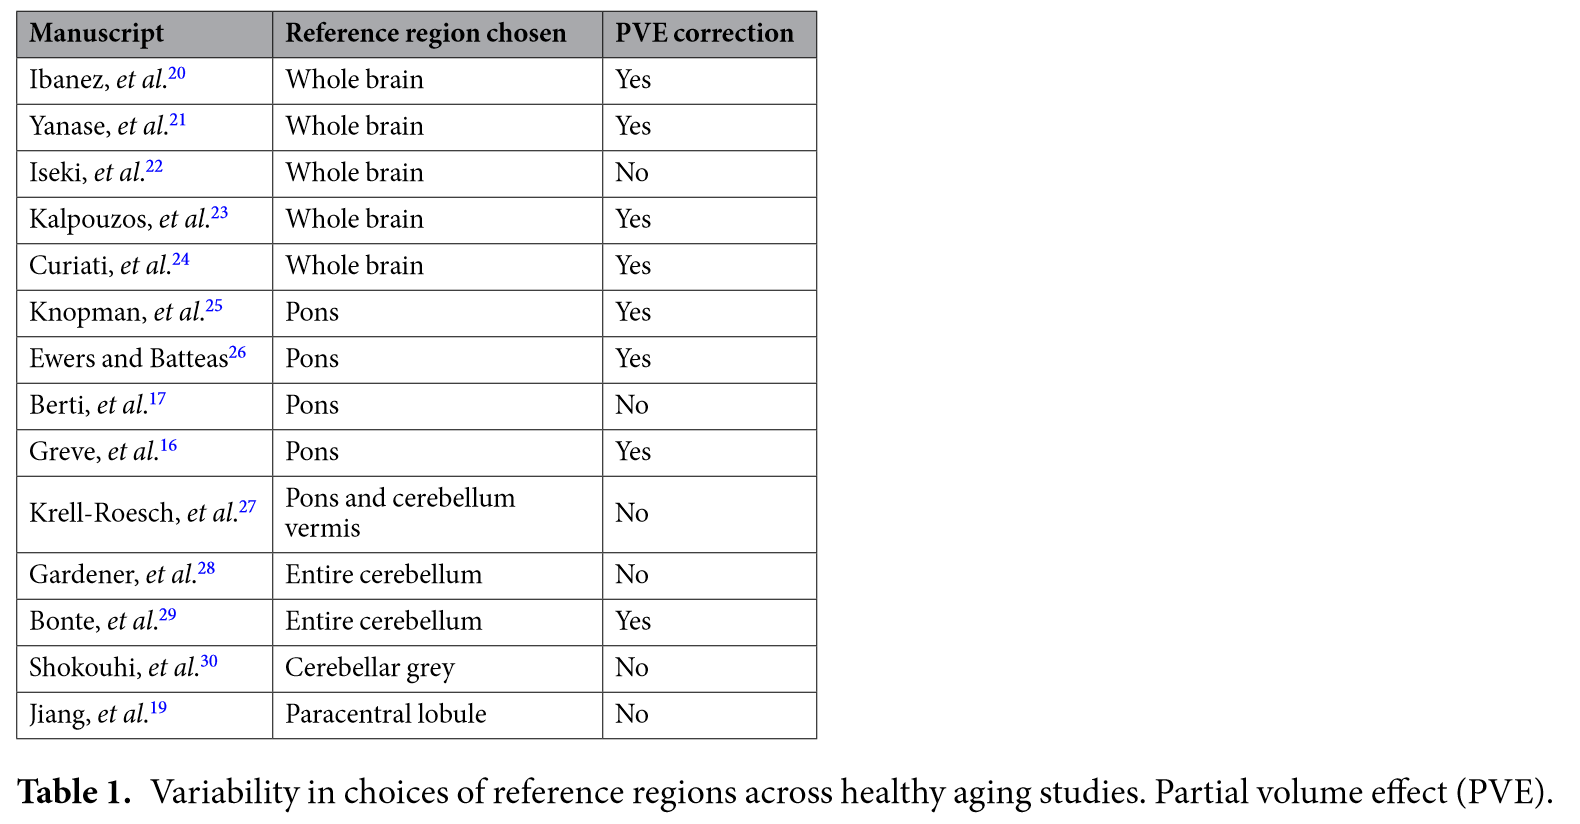 Manuscript Reference region chosen PVE correction
Ibanez, et al.20 Whole brain Yes
Yanase, et al.21 Whole brain Yes
Iseki, et al.22 Whole brain No
Kalpouzos, et al.23 Whole brain Yes
Curiati, et al.24 Whole brain Yes
Knopman, et al.25 Pons Yes
Ewers and Batteas26 Pons Yes
Berti, et al.17 Pons No
Greve, et al.16 Pons Yes
Krell-Roesch, et al.27 Pons and cerebellum vermis No
Gardener, et al.28 Entire cerebellum No
Bonte, et al.29 Entire cerebellum Yes
Shokouhi, et al.30 Cerebellar grey No
Jiang, et al.19 Paracentral lobule No
Table 1. Variability in choices of reference regions across healthy aging studies. Partial volume effect (PVE).